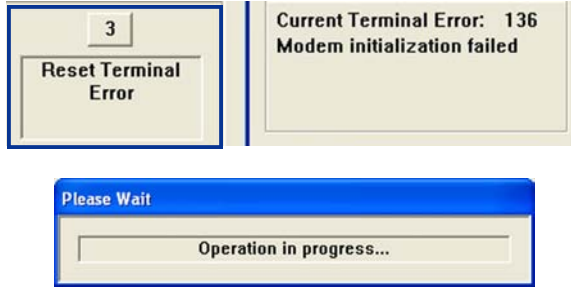 3
Reset Terminal
Error
Current Terminal Error: 136
Modem initialization failed
Please Wait
Operation in progress...